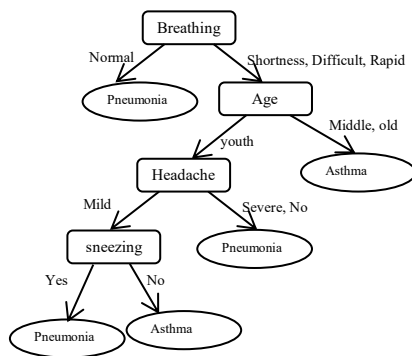 Breathing
Normal
Shortness, Difficult, Rapid
Pneumonia
Age
youth
Middle, old
Headache
Asthma
Mild
Severe, No
sneezing
Pneumonia
Yes
No
Pneumonia
Asthma